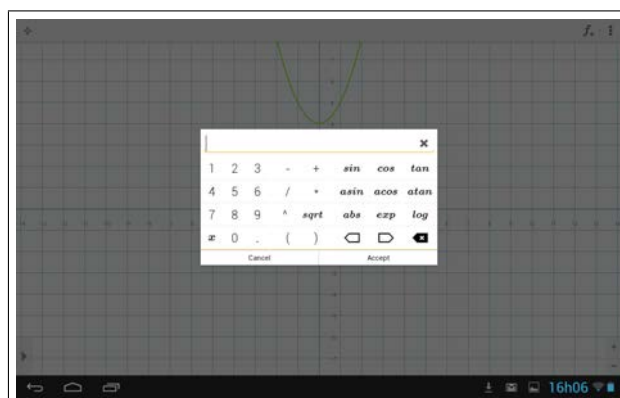 fₓ
1 2 3 - + sin cos tan
4 5 6 / * asin acos atan
7 8 9 ^ sqrt abs exp log
x 0 . ( )
Cancel Accept
16h06